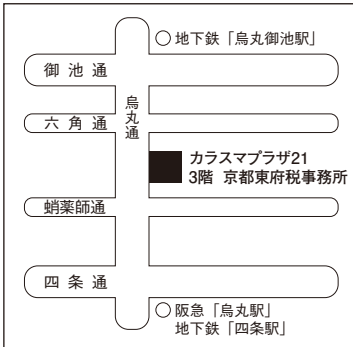 地下鉄「烏丸御池駅」
御池通
烏丸通
六角通
カラスマプラザ21
3階 京都東府税事務所
蛸薬師通
四条通
阪急「烏丸駅」
地下鉄「四条駅」